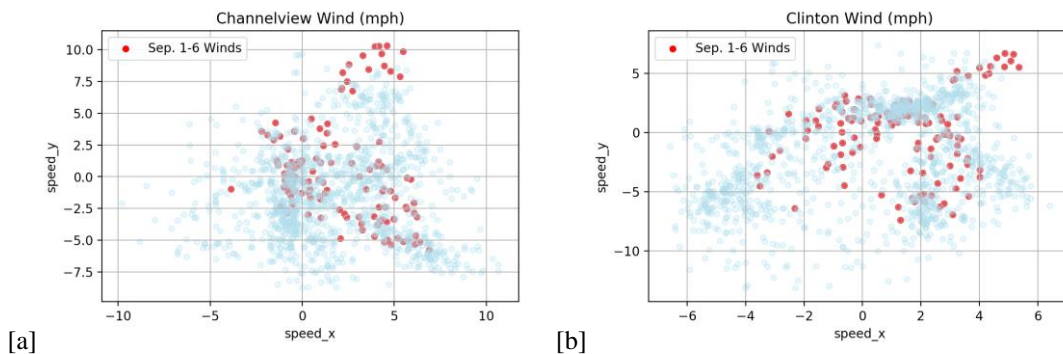 Channelview Wind (mph)
Sep. 1-6 Winds
10.0
7.5
5.0
2.5
0.0
-2.5
-5.0
-7.5
speed_y
-10 -5 0 5 10
speed_x
[a]
Clinton Wind (mph)
Sep. 1-6 Winds
5
0
-5
-10
speed_y
-6 -4 -2 0 2 4 6
speed_x
[b]